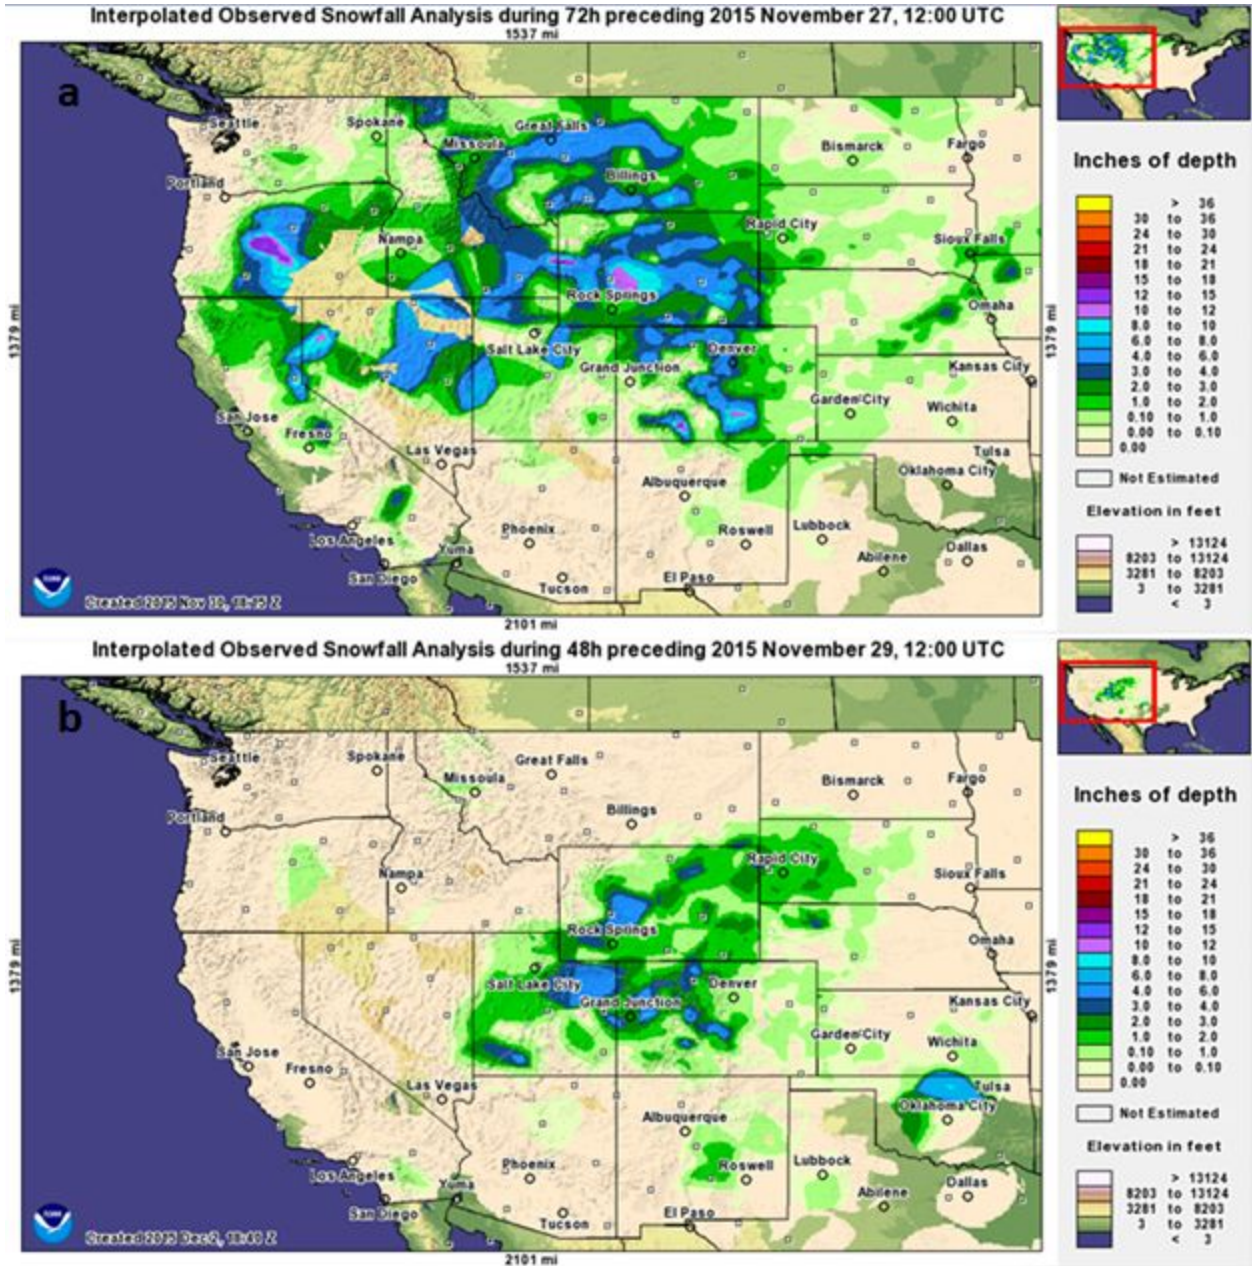 Interpolated Observed Snowfall Analysis during 72h preceding 2015 November 27, 12:00 UTC
1537 mi
a
Seattle
Spokane
Great Falls
Missoula
Bismarck
Fargo
Portland
Billings
Rapid City
Nampa
Sioux Falls
Rock Springs
Omaha
1379 mi
1379 mi
Salt Lake City
Denver
Grand Junction
Kansas City
San Jose
Garden City
Wichita
Fresno
Las Vegas
Tulsa
Oklahoma City
Albuquerque
Phoenix
Roswell
Lubbock
Los Angeles
Yuma
Abilene
Dallas
San Diego
Tucson
El Paso
Created 2015 Nov 30, 18:15 Z
2101 mi
Inches of depth
> 36
30 to 36
24 to 30
21 to 24
18 to 21
15 to 18
12 to 15
10 to 12
8.0 to 10
6.0 to 8.0
4.0 to 6.0
3.0 to 4.0
2.0 to 3.0
1.0 to 2.0
0.10 to 1.0
0.00 to 0.10
0.00
Not Estimated
Elevation in feet
> 13124
8203 to 13124
3281 to 8203
3 to 3281
< 3
Interpolated Observed Snowfall Analysis during 48h preceding 2015 November 29, 12:00 UTC
1537 mi
b
Seattle
Spokane
Great Falls
Missoula
Bismarck
Fargo
Portland
Billings
Rapid City
Nampa
Sioux Falls
Rock Springs
Omaha
1379 mi
1379 mi
Salt Lake City
Denver
Grand Junction
Kansas City
San Jose
Garden City
Wichita
Fresno
Las Vegas
Tulsa
Oklahoma City
Albuquerque
Phoenix
Roswell
Lubbock
Los Angeles
Yuma
Abilene
Dallas
San Diego
Tucson
El Paso
Created 2015 Dec 2, 18:40 Z
2101 mi
Inches of depth
> 36
30 to 36
24 to 30
21 to 24
18 to 21
15 to 18
12 to 15
10 to 12
8.0 to 10
6.0 to 8.0
4.0 to 6.0
3.0 to 4.0
2.0 to 3.0
1.0 to 2.0
0.10 to 1.0
0.00 to 0.10
0.00
Not Estimated
Elevation in feet
> 13124
8203 to 13124
3281 to 8203
3 to 3281
< 3